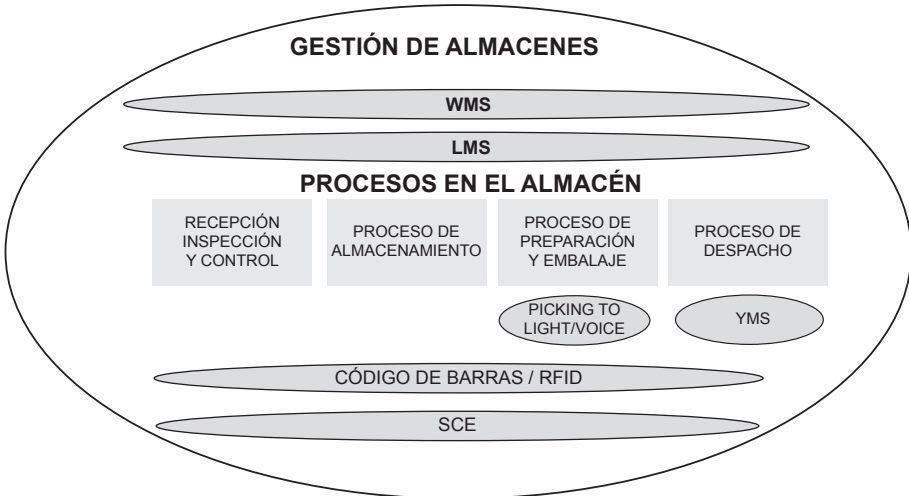 GESTIÓN DE ALMACENES
WMS
LMS
PROCESOS EN EL ALMACÉN
RECEPCIÓN
INSPECCIÓN
Y CONTROL
PROCESO DE
ALMACENAMIENTO
PROCESO DE
PREPARACIÓN
Y EMBALAJE
PROCESO DE
DESPACHO
PICKING TO
LIGHT/VOICE
YMS
CÓDIGO DE BARRAS / RFID
SCE